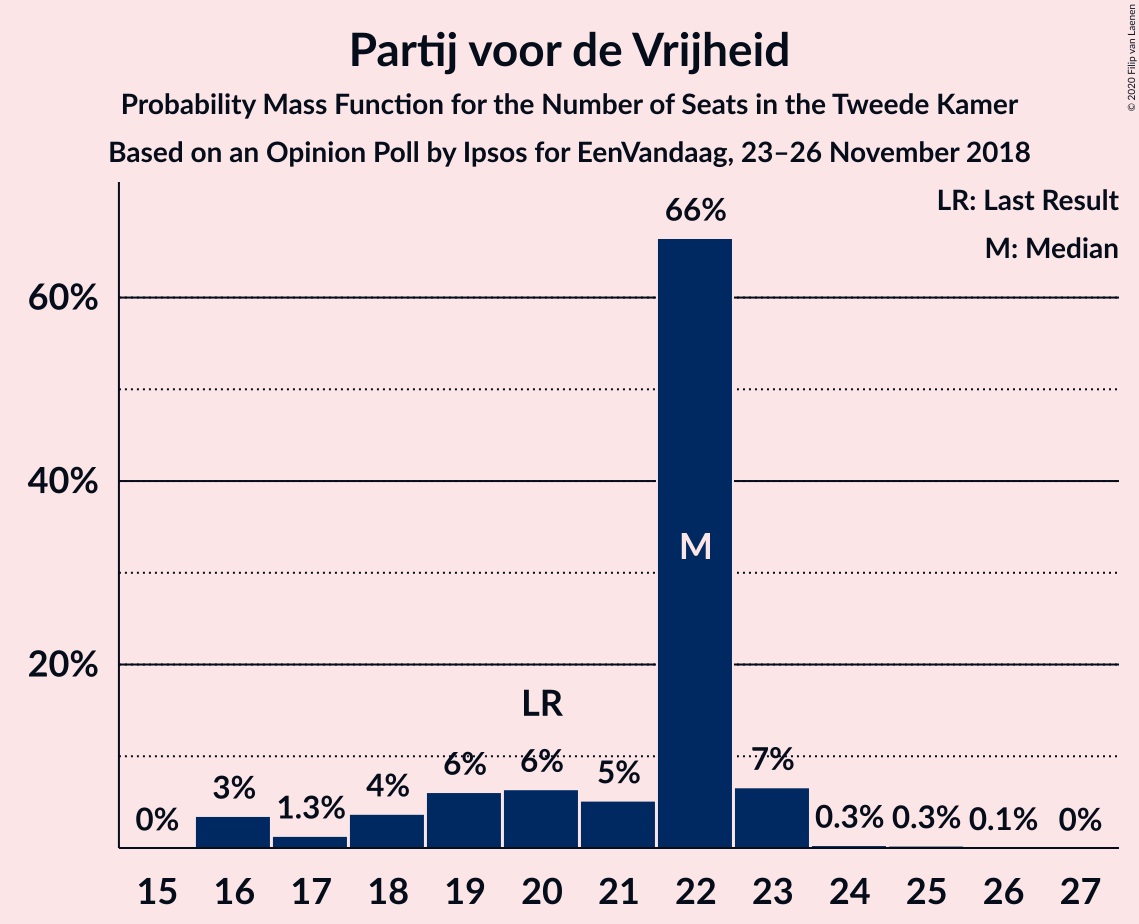 Partij voor de Vrijheid
Probability Mass Function for the Number of Seats in the Tweede Kamer
Based on an Opinion Poll by Ipsos for EenVandaag, 23–26 November 2018
© 2020 Filip van Laenen
LR: Last Result
M: Median
66%
60%
40%
M
20%
LR
0% 3% 1.3% 4% 6% 6% 5% 7% 0.3% 0.3% 0.1% 0%
15 16 17 18 19 20 21 22 23 24 25 26 27